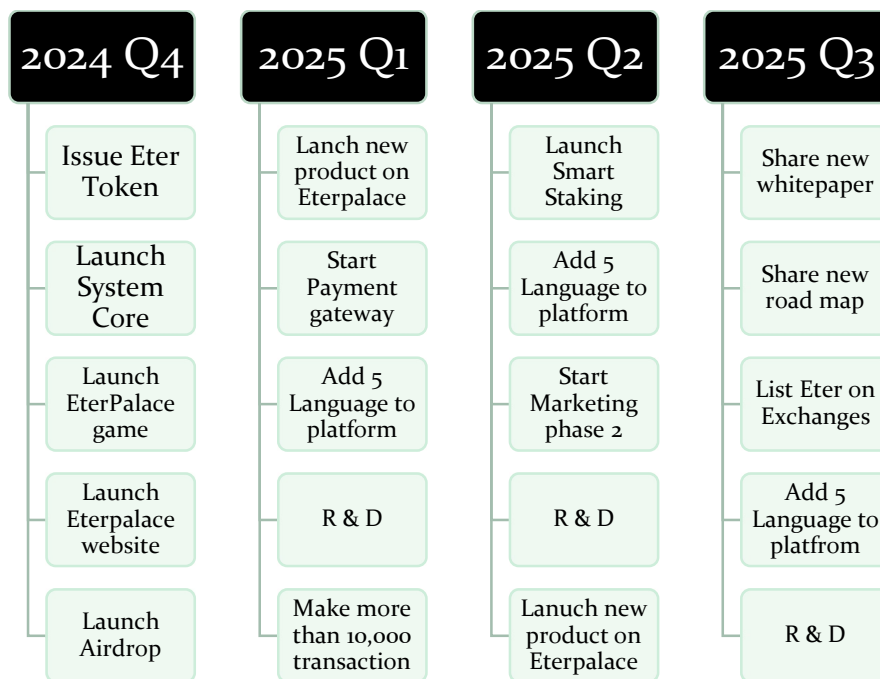 2024 Q4
Issue Eter
Token
Launch
System
Core
Launch
EterPalace
game
Launch
Eterpalace
website
Launch
Airdrop
2025 Q1
Lanch new
product on
Eterpalace
Start
Payment
gateway
Add 5
Language to
platform
R & D
Make more
than 10,000
transaction
2025 Q2
Launch
Smart
Staking
Add 5
Language to
platform
Start
Marketing
phase 2
R & D
Lanuch new
product on
Eterpalace
2025 Q3
Share new
whitepaper
Share new
road map
List Eter on
Exchanges
Add 5
Language to
platfrom
R & D